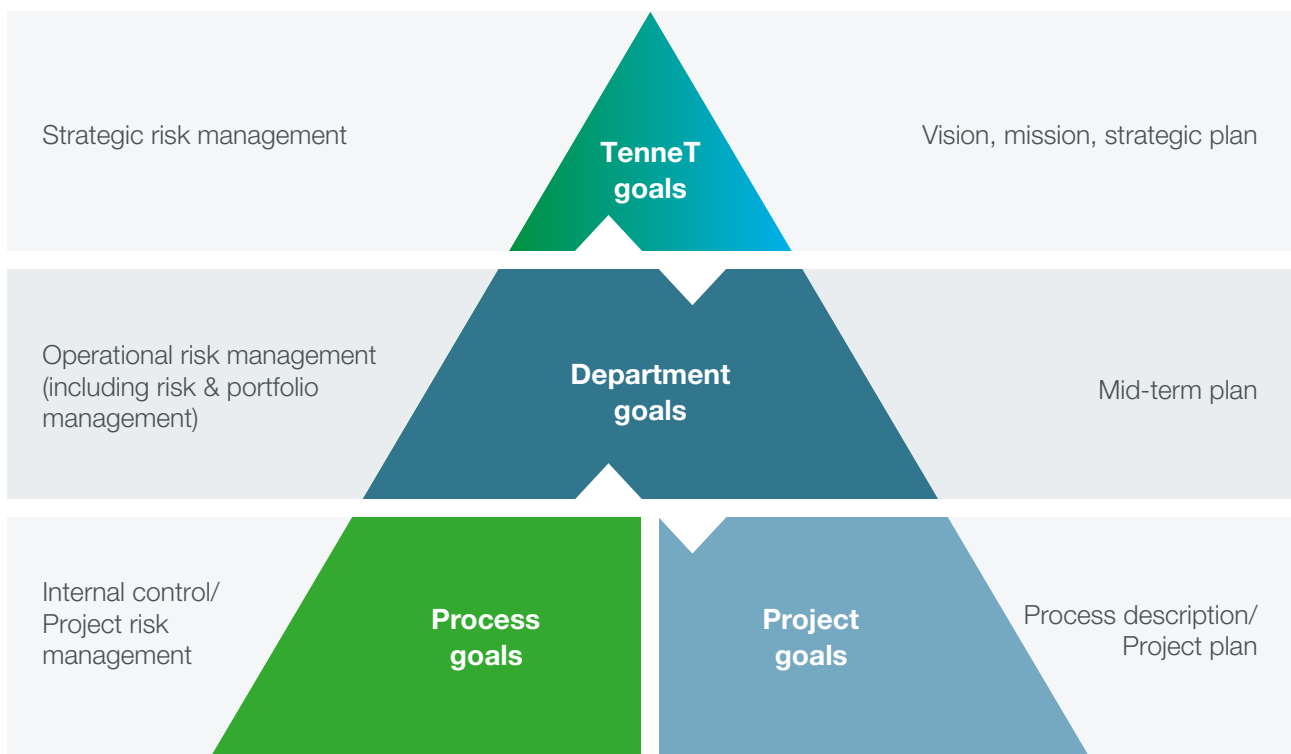 Strategic risk management
TenneT
goals
Vision, mission, strategic plan
Operational risk management
(including risk & portfolio
management)
Department
goals
Mid-term plan
Internal control/
Project risk
management
Process
goals
Project
goals
Process description/
Project plan